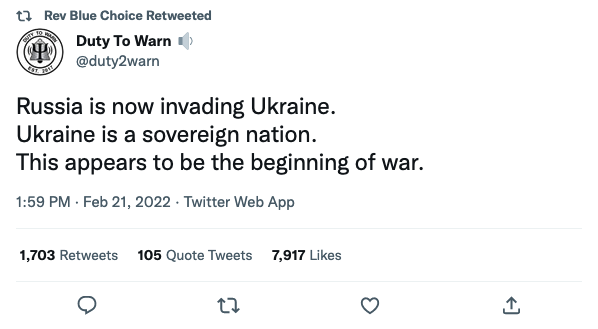 Rev Blue Choice Retweeted
DUTY TO WARN
EST. 2017
Duty To Warn
@duty2warn
Russia is now invading Ukraine.
Ukraine is a sovereign nation.
This appears to be the beginning of war.
1:59 PM · Feb 21, 2022 · Twitter Web App
1,703 Retweets 105 Quote Tweets 7,917 Likes